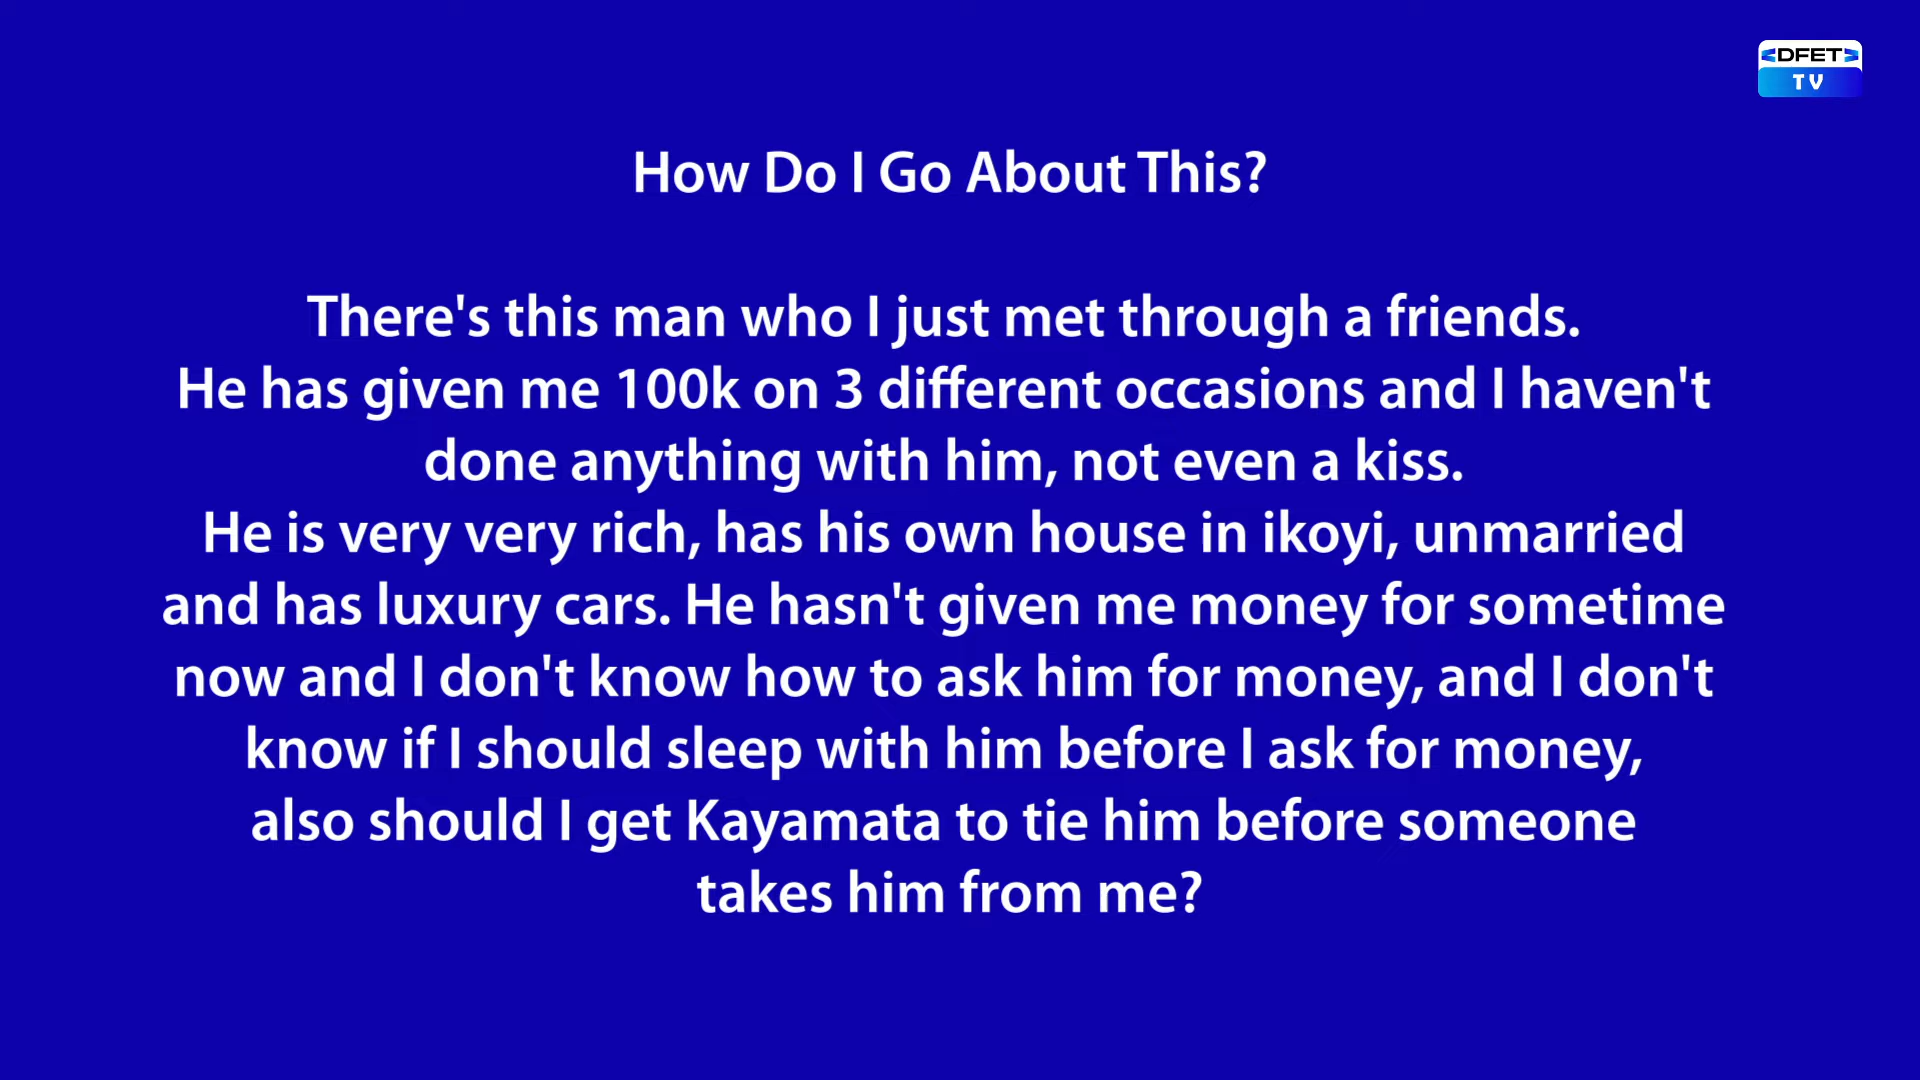 DFET
TV
How Do I Go About This?
There's this man who I just met through a friends.
He has given me 100k on 3 different occasions and I haven't
done anything with him, not even a kiss.
He is very very rich, has his own house in ikoyi, unmarried
and has luxury cars. He hasn't given me money for sometime
now and I don't know how to ask him for money, and I don't
know if I should sleep with him before I ask for money,
also should I get Kayamata to tie him before someone
takes him from me?